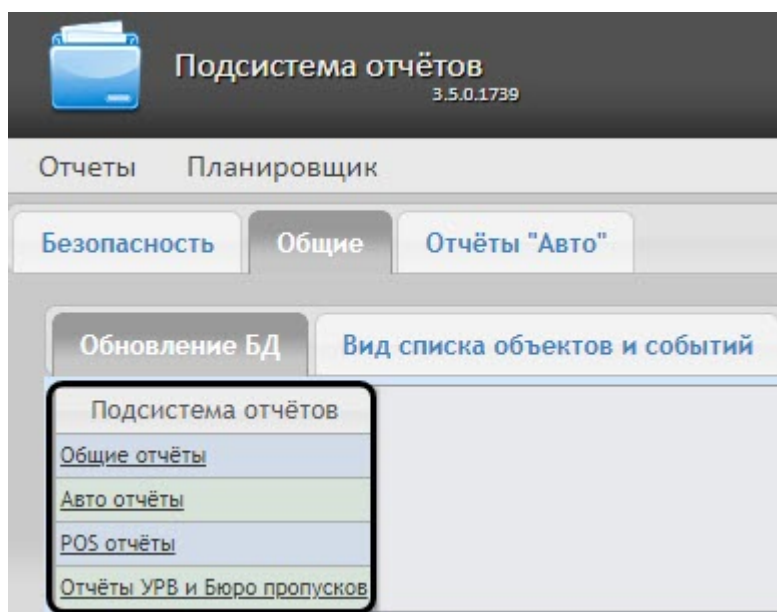 Подсистема отчётов
3.5.0.1739
Отчеты Планировщик
Безопасность Общие Отчёты "Авто"
Обновление БД Вид списка объектов и событий
Подсистема отчётов
Общие отчёты
Авто отчёты
POS отчёты
Отчёты УРВ и Бюро пропусков